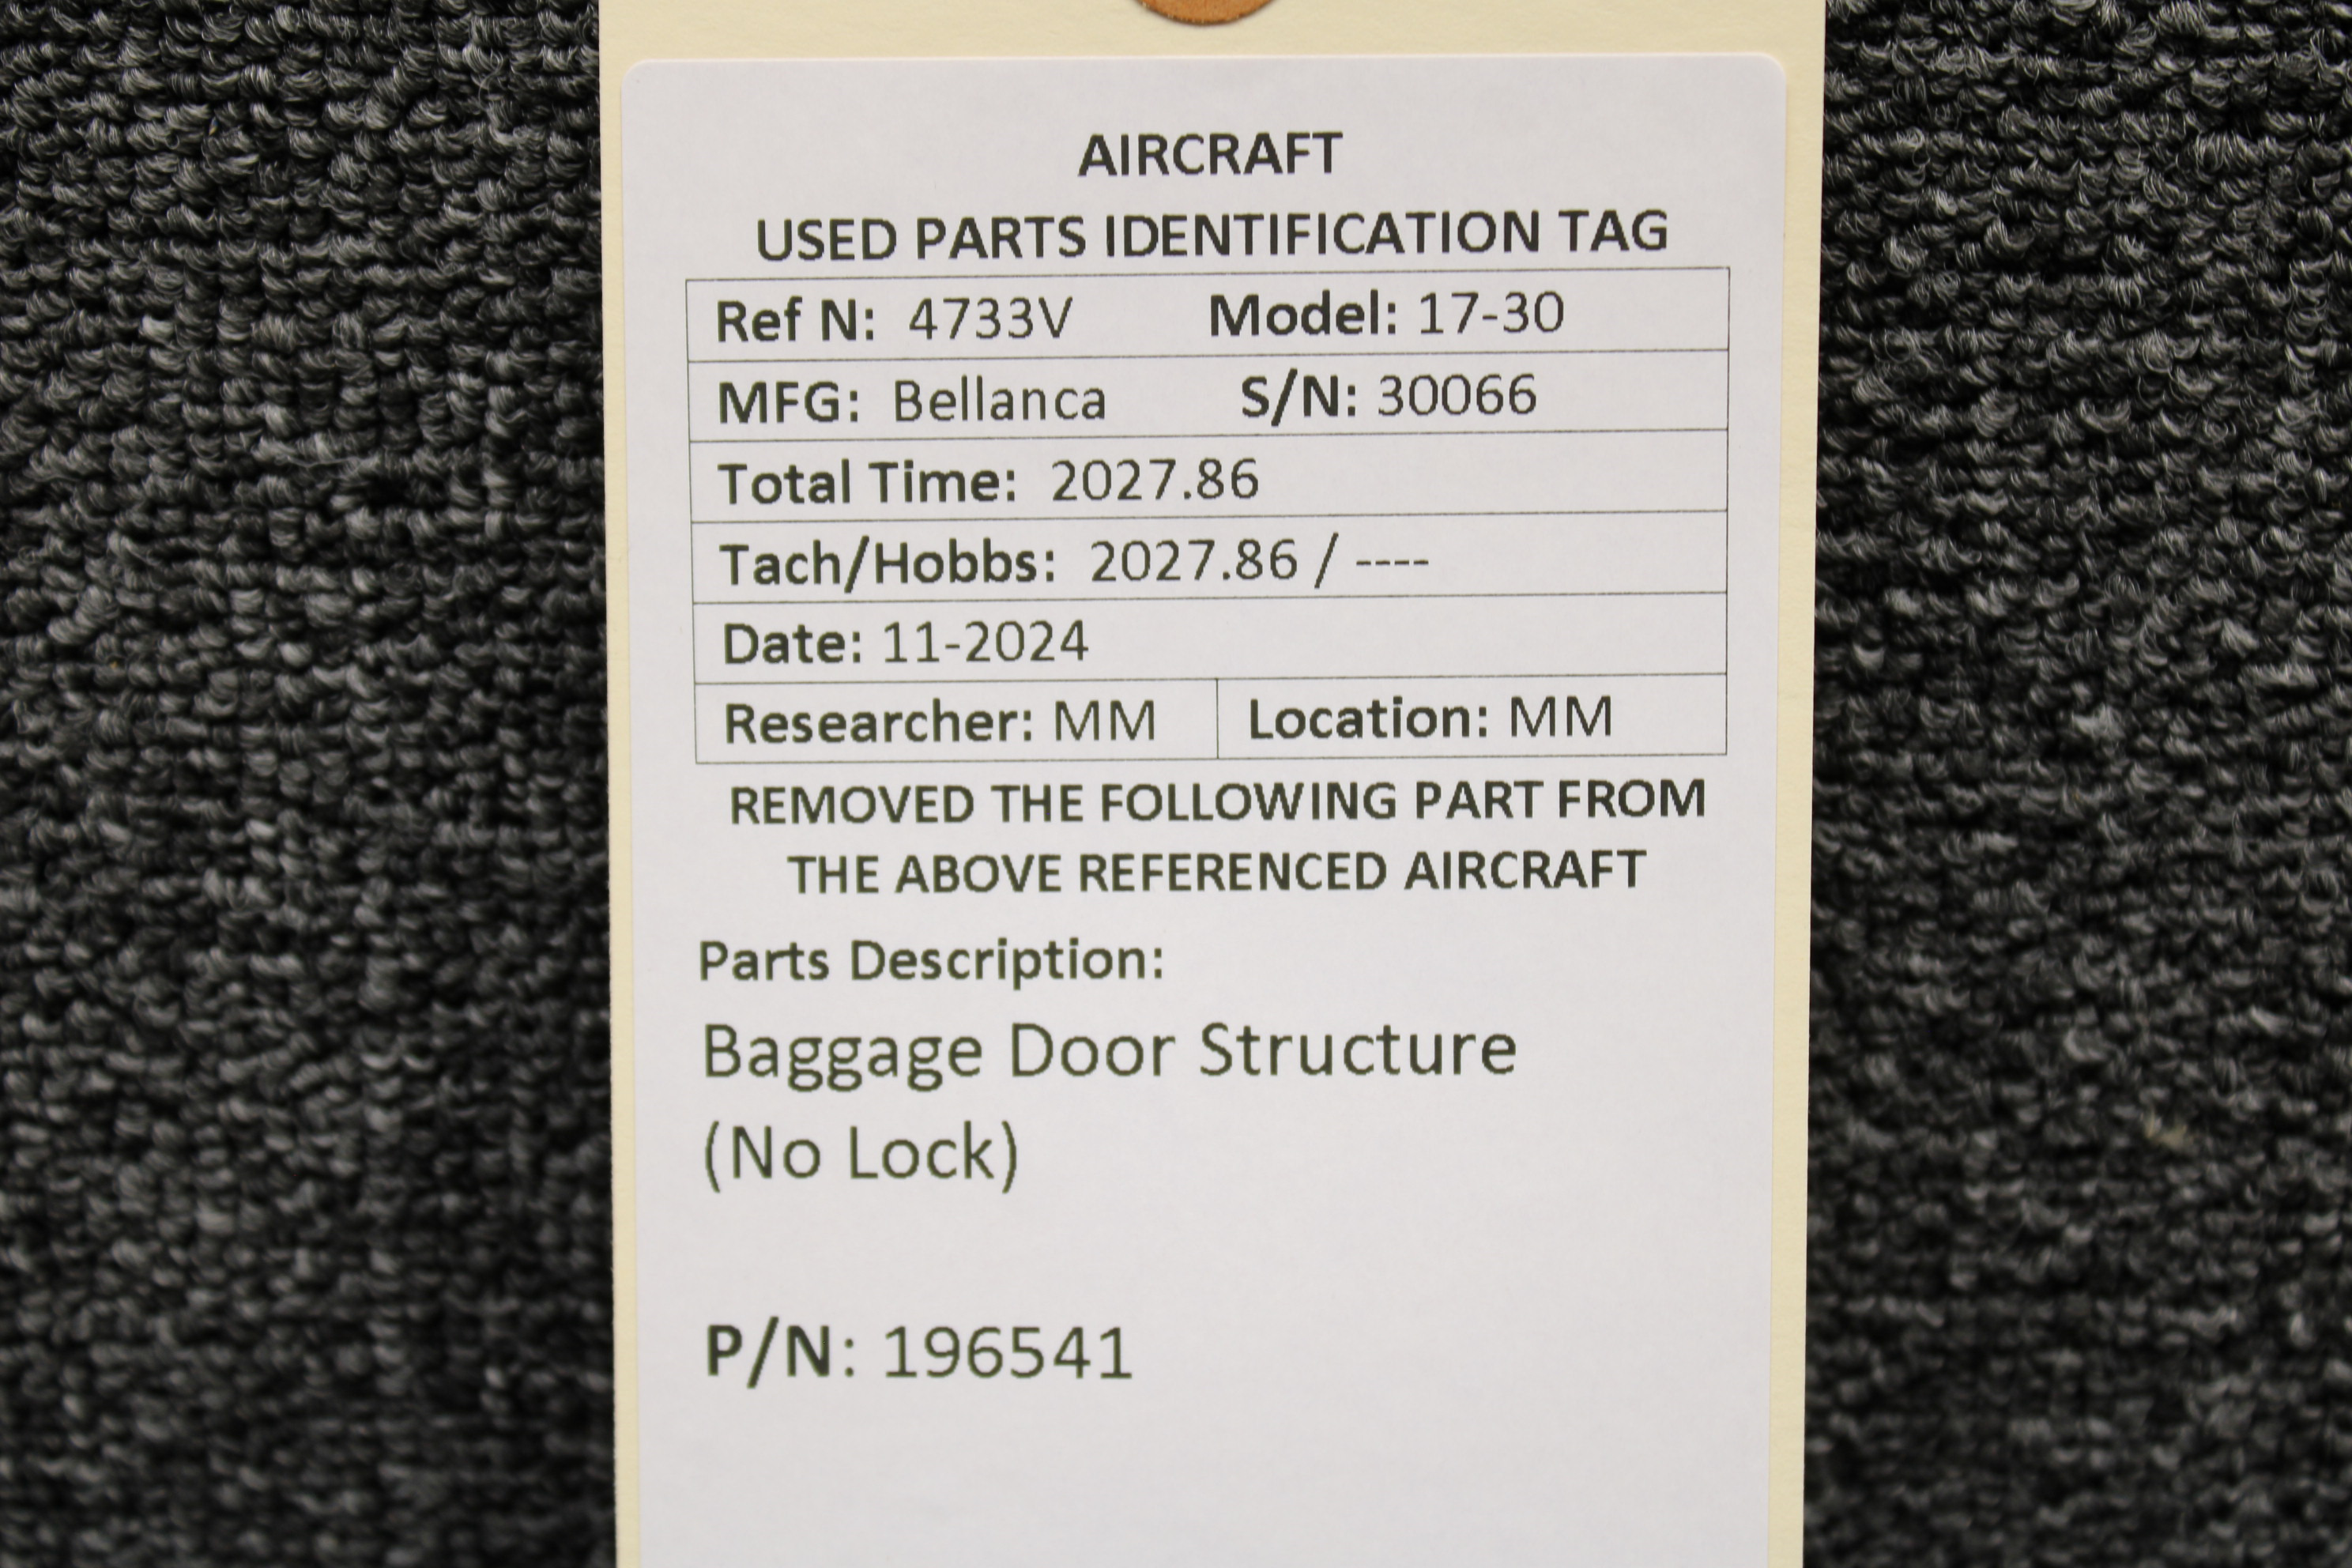 AIRCRAFT
USED PARTS IDENTIFICATION TAG
Ref N: 4733V Model: 17-30
MFG: Bellanca S/N: 30066
Total Time: 2027.86
Tach/Hobbs: 2027.86 / ----
Date: 11-2024
Researcher: MM Location: MM
REMOVED THE FOLLOWING PART FROM
THE ABOVE REFERENCED AIRCRAFT
Parts Description:
Baggage Door Structure
(No Lock)
P/N: 196541